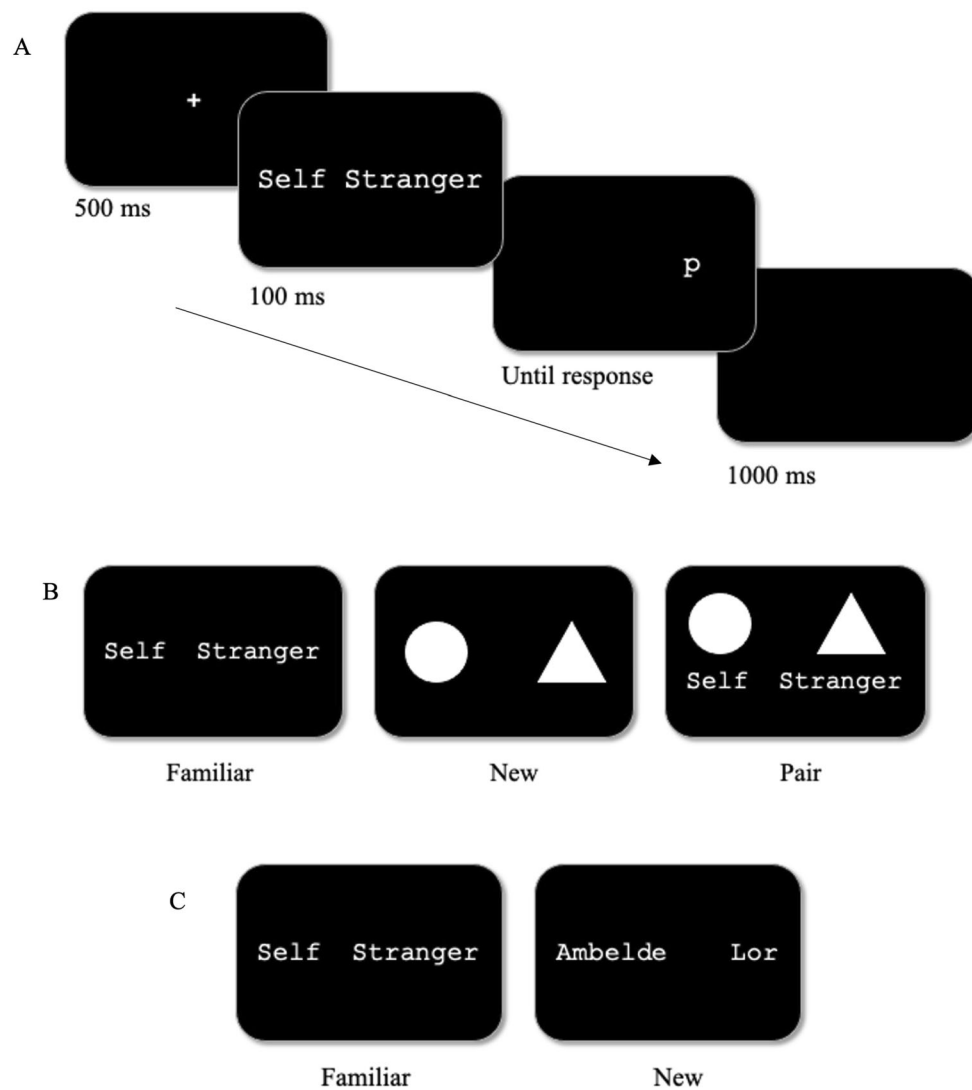 A
+
500 ms
Self Stranger
100 ms
p
Until response
1000 ms
B
Self Stranger
Self Stranger
Familiar
New
Pair
C
Self Stranger
Ambelde Lor
Familiar
New